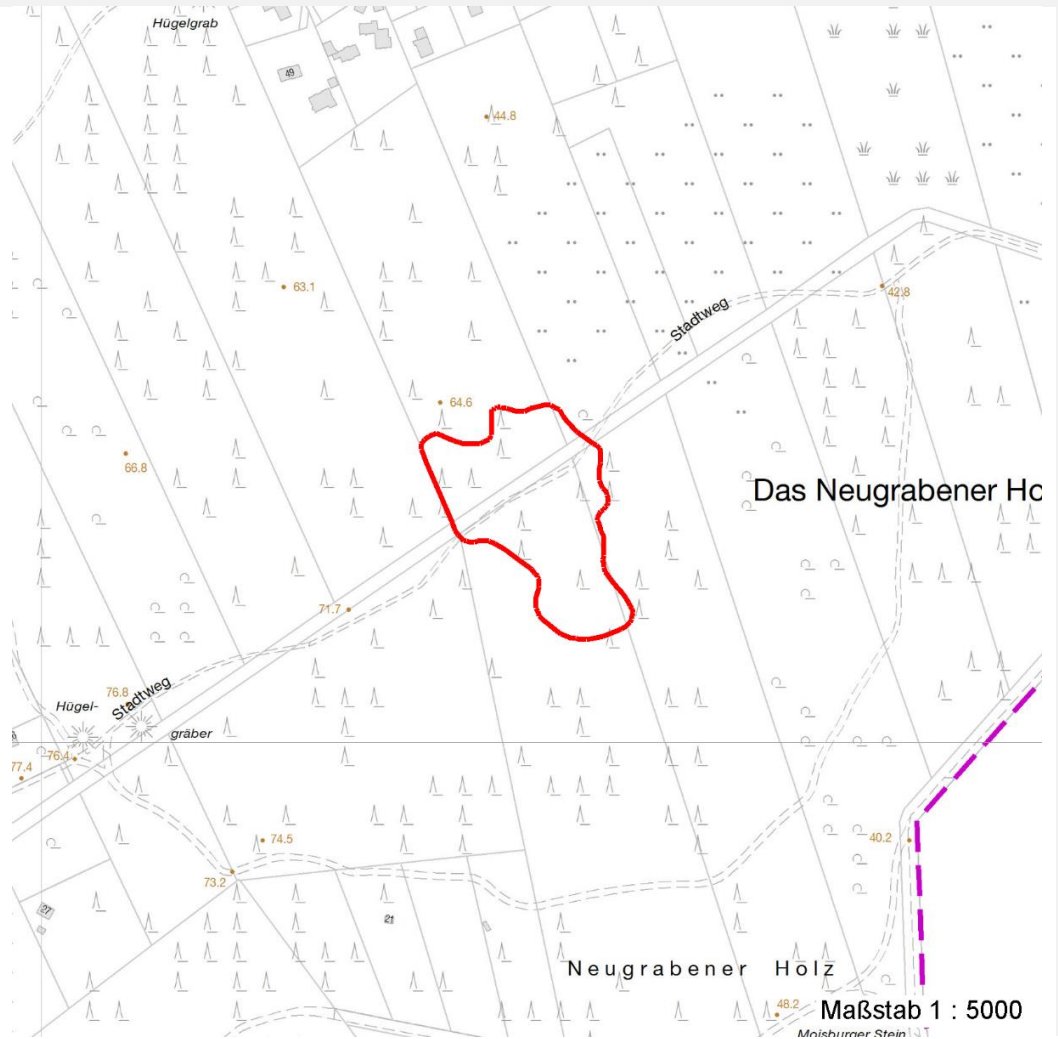 Hügelgrab
49
44.8
63.1
42.8
Stadtweg
64.6
66.8
Das Neugrabener Ho
71.7
76.8
Stadtweg
Hügel-
gräber
76.4
77.4
74.5
40.2
73.2
27
21
Neugrabener Holz
48.2
Maßstab 1 : 5000
Moisburger Stein